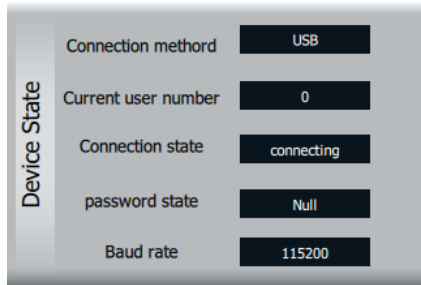 Device State
Connection methord USB
Current user number 0
Connection state connecting
password state Null
Baud rate 115200